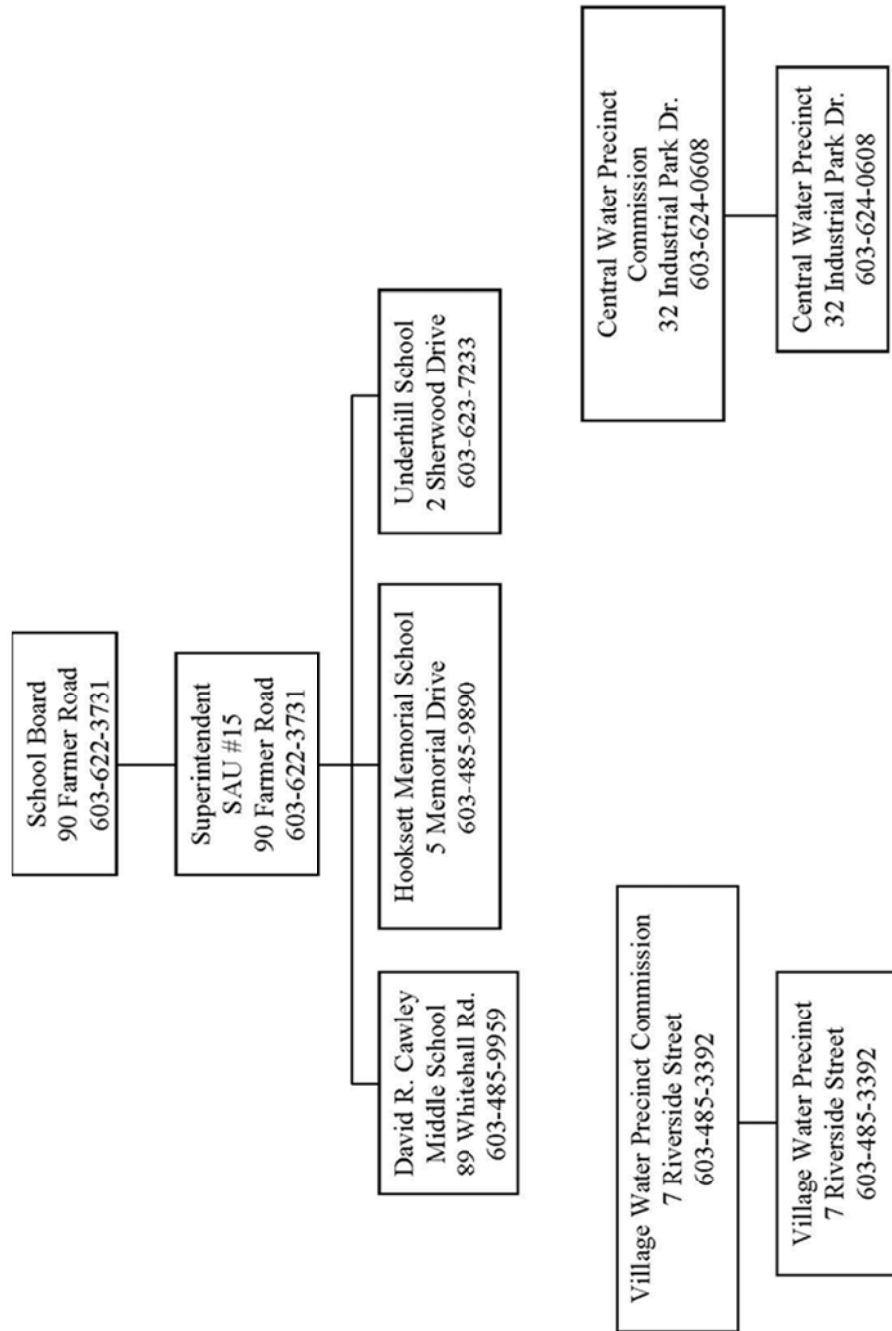 School Board
90 Farmer Road
603-622-3731
Superintendent
SAU #15
90 Farmer Road
603-622-3731
David R. Cawley
Middle School
89 Whitehall Rd.
603-485-9959
Hooksett Memorial School
5 Memorial Drive
603-485-9890
Underhill School
2 Sherwood Drive
603-623-7233
Village Water Precinct Commission
7 Riverside Street
603-485-3392
Village Water Precinct
7 Riverside Street
603-485-3392
Central Water Precinct
Commission
32 Industrial Park Dr.
603-624-0608
Central Water Precinct
32 Industrial Park Dr.
603-624-0608